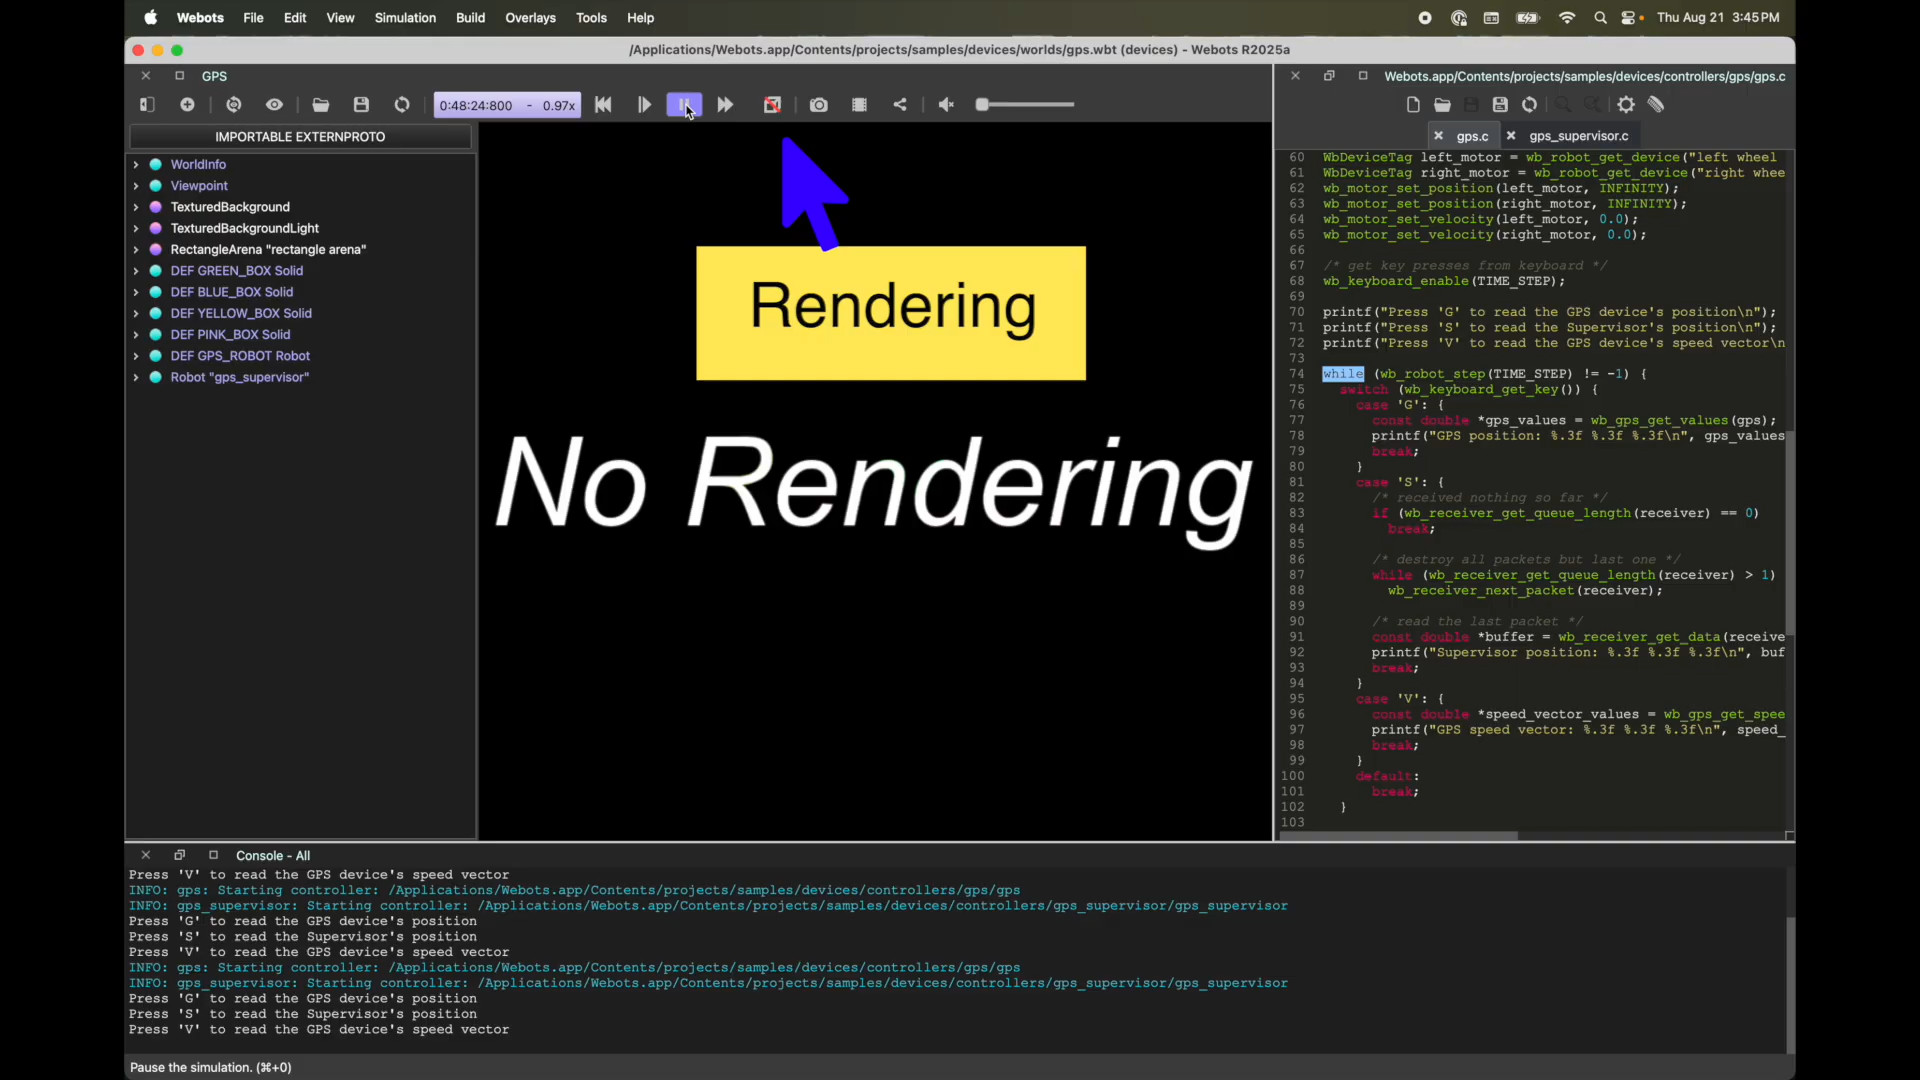 Webots File Edit View Simulation Build Overlays Tools Help Thu Aug 21 3:45 PM
/Applications/Webots.app/Contents/projects/samples/devices/worlds/gps.wbt (devices) - Webots R2025a
GPS
0:48:24:800 - 0.97x
IMPORTABLE EXTERNPROTO
WorldInfo
Viewpoint
TexturedBackground
TexturedBackgroundLight
RectangleArena "rectangle arena"
DEF GREEN_BOX Solid
DEF BLUE_BOX Solid
DEF YELLOW_BOX Solid
DEF PINK_BOX Solid
DEF GPS_ROBOT Robot
Robot "gps_supervisor"
Rendering
No Rendering
Webots.app/Contents/projects/samples/devices/controllers/gps/gps.c
gps.c gps_supervisor.c
60 WbDeviceTag left_motor = wb_robot_get_device("left wheel
61 WbDeviceTag right_motor = wb_robot_get_device("right whee
62 wb_motor_set_position(left_motor, INFINITY);
63 wb_motor_set_position(right_motor, INFINITY);
64 wb_motor_set_velocity(left_motor, 0.0);
65 wb_motor_set_velocity(right_motor, 0.0);
66
67 /* get key presses from keyboard */
68 wb_keyboard_enable(TIME_STEP);
69
70 printf("Press 'G' to read the GPS device's position\n");
71 printf("Press 'S' to read the Supervisor's position\n");
72 printf("Press 'V' to read the GPS device's speed vector\n
73
74 while (wb_robot_step(TIME_STEP) != -1) {
75 switch (wb_keyboard_get_key()) {
76 case 'G': {
77 const double *gps_values = wb_gps_get_values(gps);
78 printf("GPS position: %.3f %.3f %.3f\n", gps_values
79 break;
80 }
81 case 'S': {
82 /* received nothing so far */
83 if (wb_receiver_get_queue_length(receiver) == 0)
84 break;
85
86 /* destroy all packets but last one */
87 while (wb_receiver_get_queue_length(receiver) > 1)
88 wb_receiver_next_packet(receiver);
89
90 /* read the last packet */
91 const double *buffer = wb_receiver_get_data(receive
92 printf("Supervisor position: %.3f %.3f %.3f\n", buf
93 break;
94 }
95 case 'V': {
96 const double *speed_vector_values = wb_gps_get_spee
97 printf("GPS speed vector: %.3f %.3f %.3f\n", speed_
98 break;
99 }
100 default:
101 break;
102 }
103
Console - All
Press 'V' to read the GPS device's speed vector
INFO: gps: Starting controller: /Applications/Webots.app/Contents/projects/samples/devices/controllers/gps/gps
INFO: gps_supervisor: Starting controller: /Applications/Webots.app/Contents/projects/samples/devices/controllers/gps_supervisor/gps_supervisor
Press 'G' to read the GPS device's position
Press 'S' to read the Supervisor's position
Press 'V' to read the GPS device's speed vector
INFO: gps: Starting controller: /Applications/Webots.app/Contents/projects/samples/devices/controllers/gps/gps
INFO: gps_supervisor: Starting controller: /Applications/Webots.app/Contents/projects/samples/devices/controllers/gps_supervisor/gps_supervisor
Press 'G' to read the GPS device's position
Press 'S' to read the Supervisor's position
Press 'V' to read the GPS device's speed vector
Pause the simulation. (⌘+0)